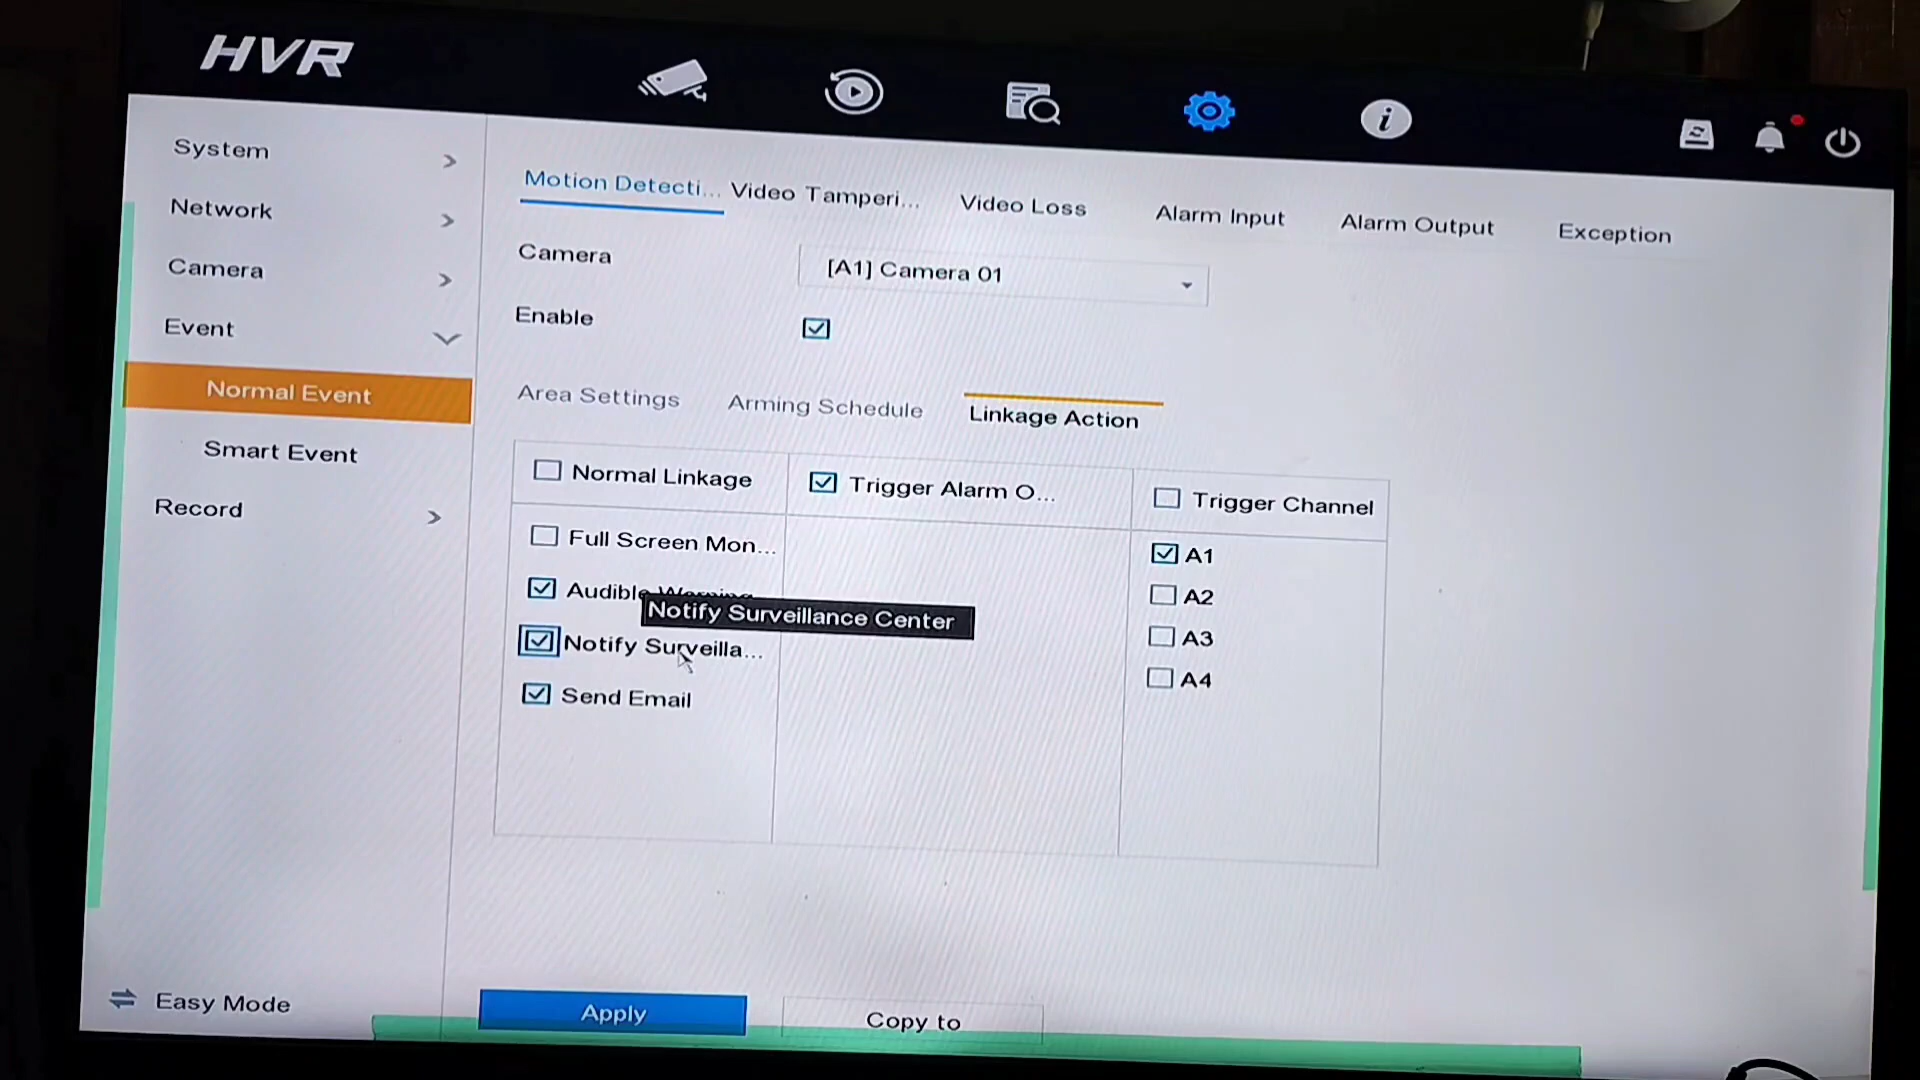 HVR
System
Network
Camera
Event
Normal Event
Smart Event
Record
Easy Mode
Motion Detecti... Video Tamperi... Video Loss Alarm Input Alarm Output Exception
Camera [A1] Camera 01
Enable
Area Settings Arming Schedule Linkage Action
Normal Linkage Trigger Alarm O... Trigger Channel
Full Screen Mon...
Audible Warning
Notify Surveillance Center
Notify Surveilla...
Send Email
A1
A2
A3
A4
Apply Copy to